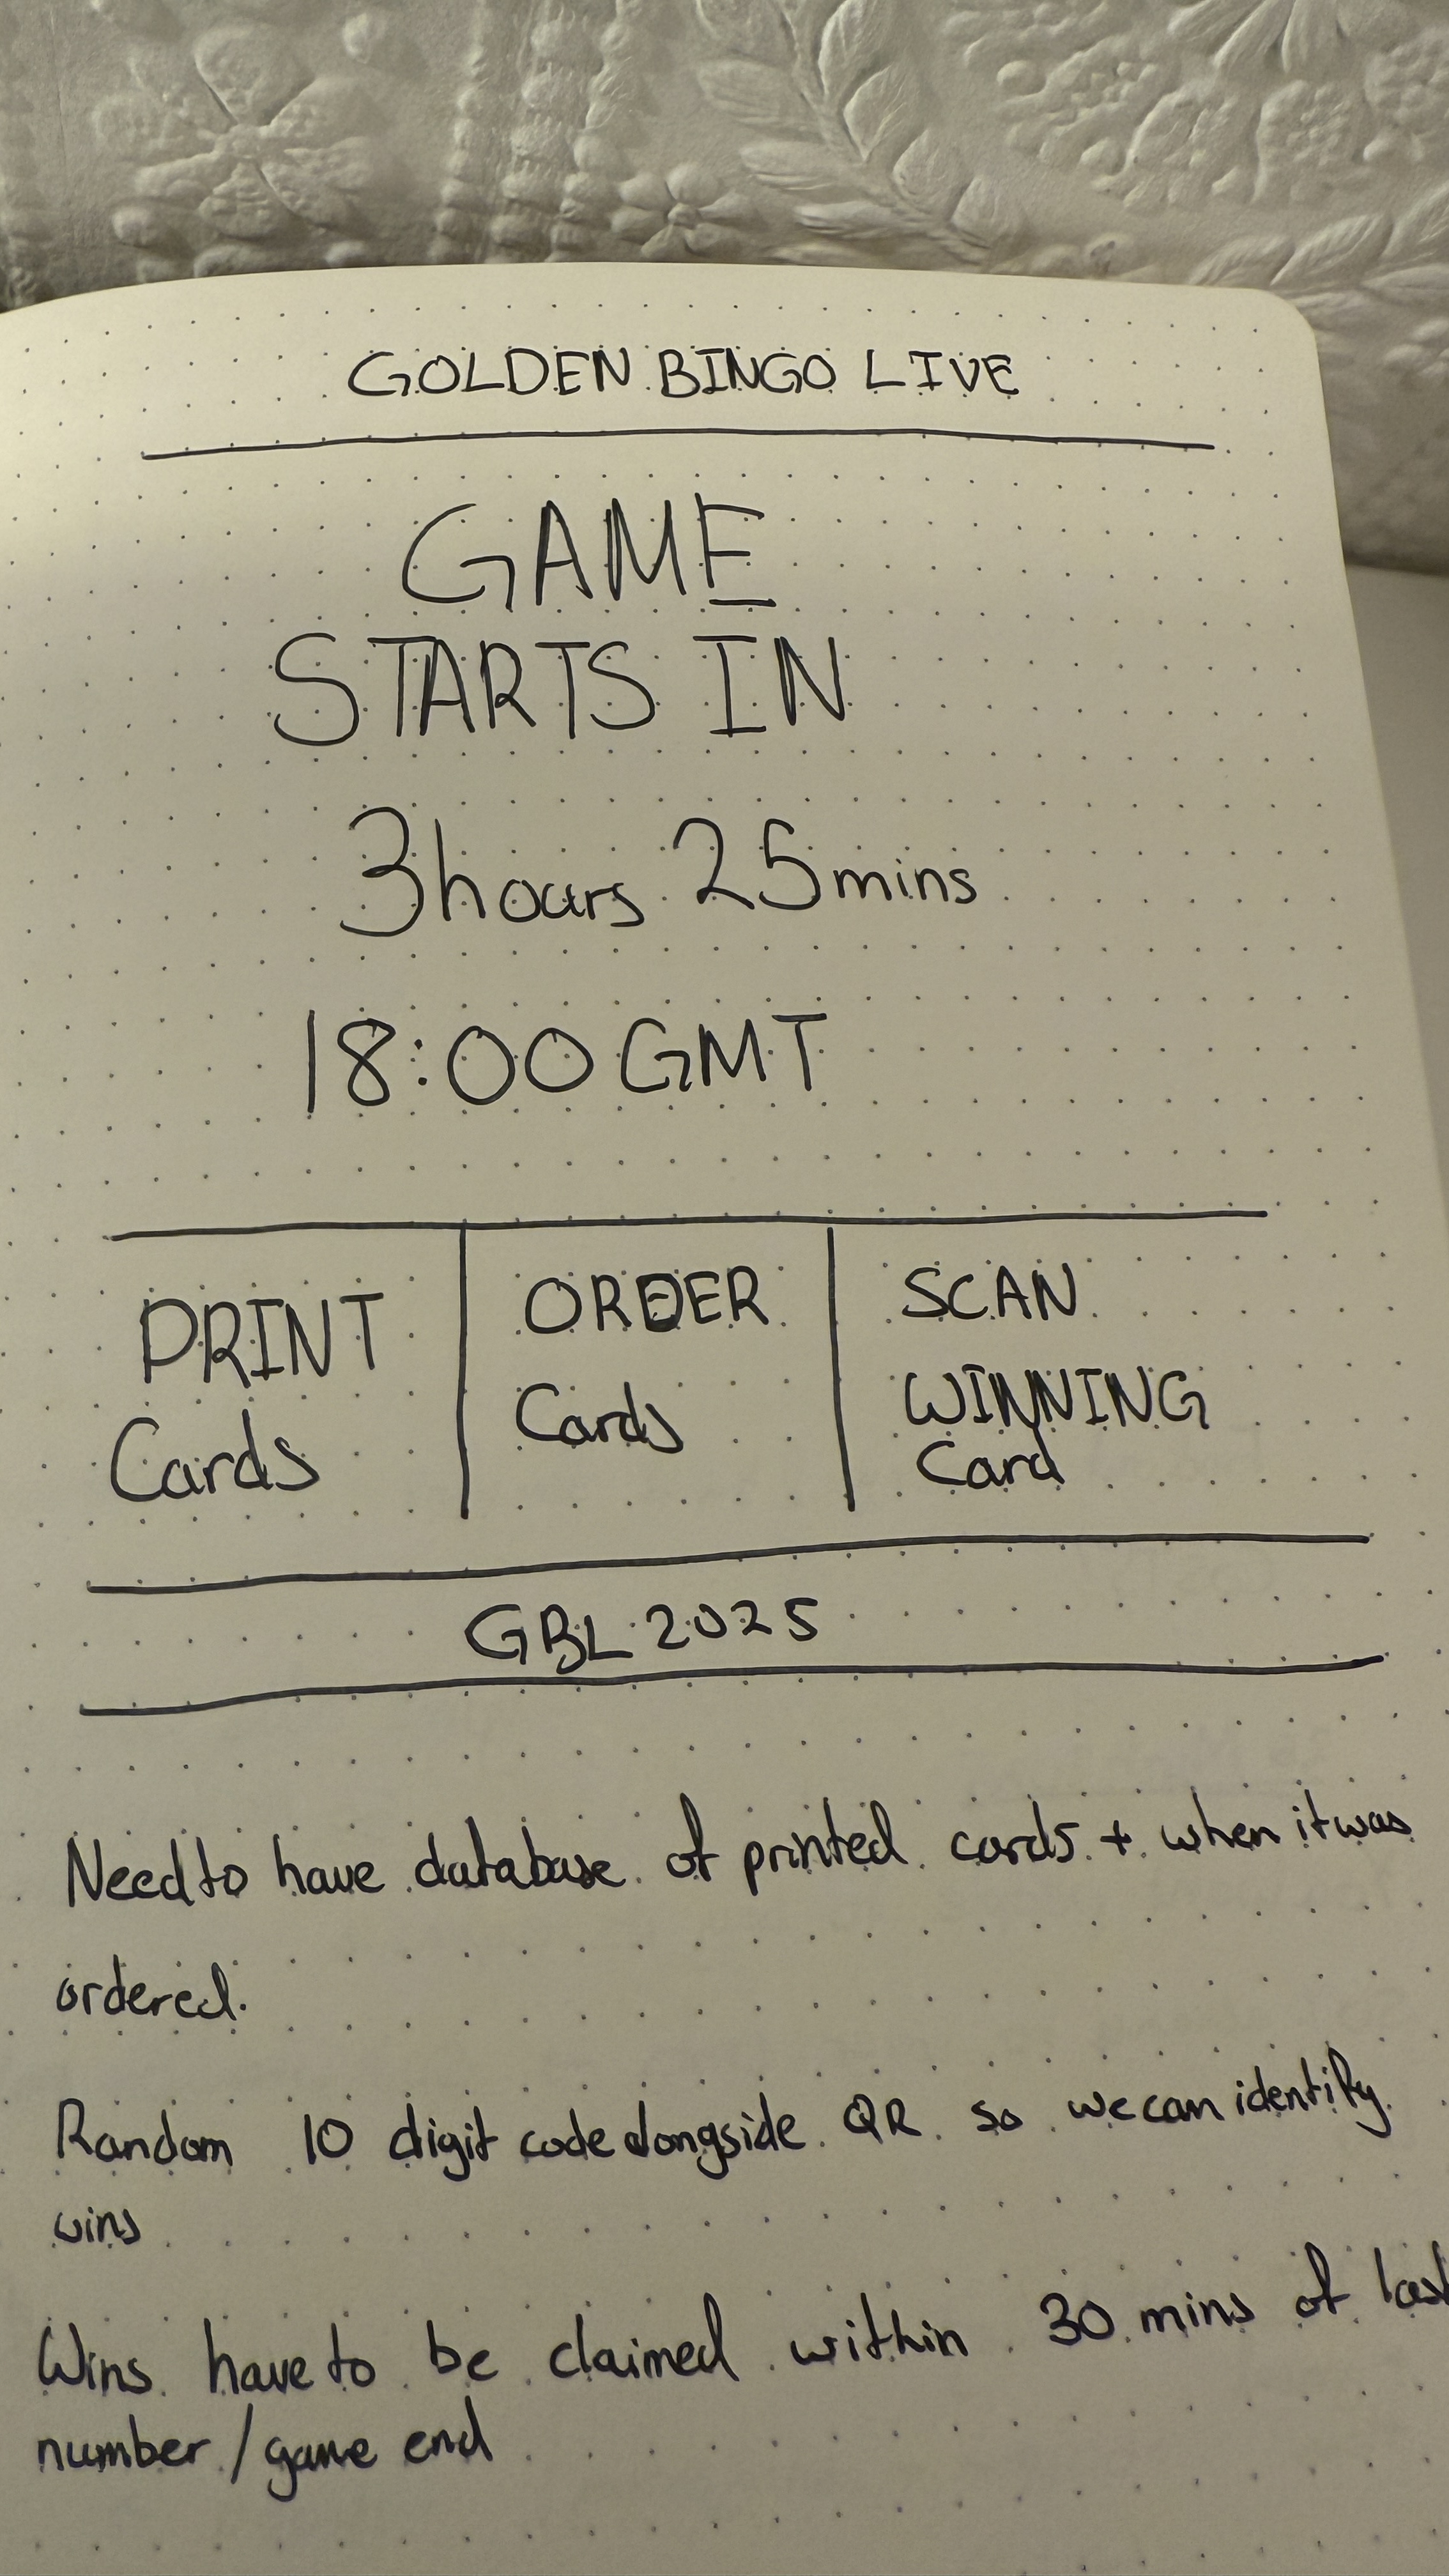 GOLDEN BINGO LIVE
GAME
STARTS IN
3hours 25mins
18:00 GMT
PRINT
Cards
ORDER
Cards
SCAN
WINNING
Card
GBL 2025
Need to have database of printed cards + when it was
ordered.
Random 10 digit code alongside QR so we can identify
wins
Wins have to be claimed within 30 mins of last
number/game end